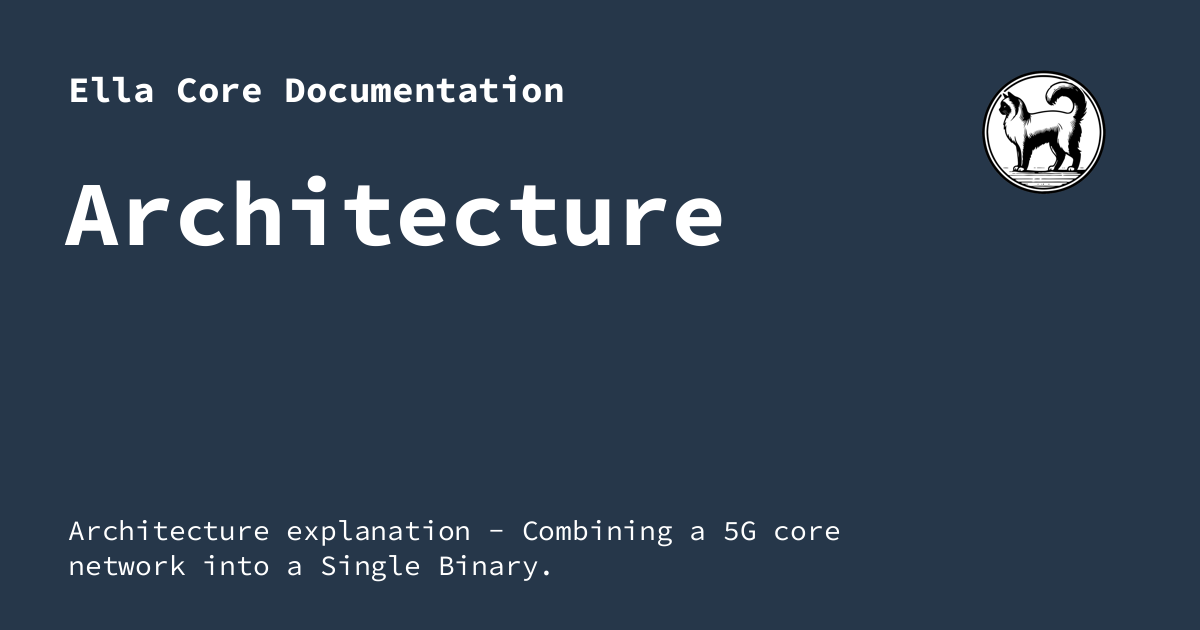 Ella Core Documentation
Architecture
Architecture explanation - Combining a 5G core
network into a Single Binary.